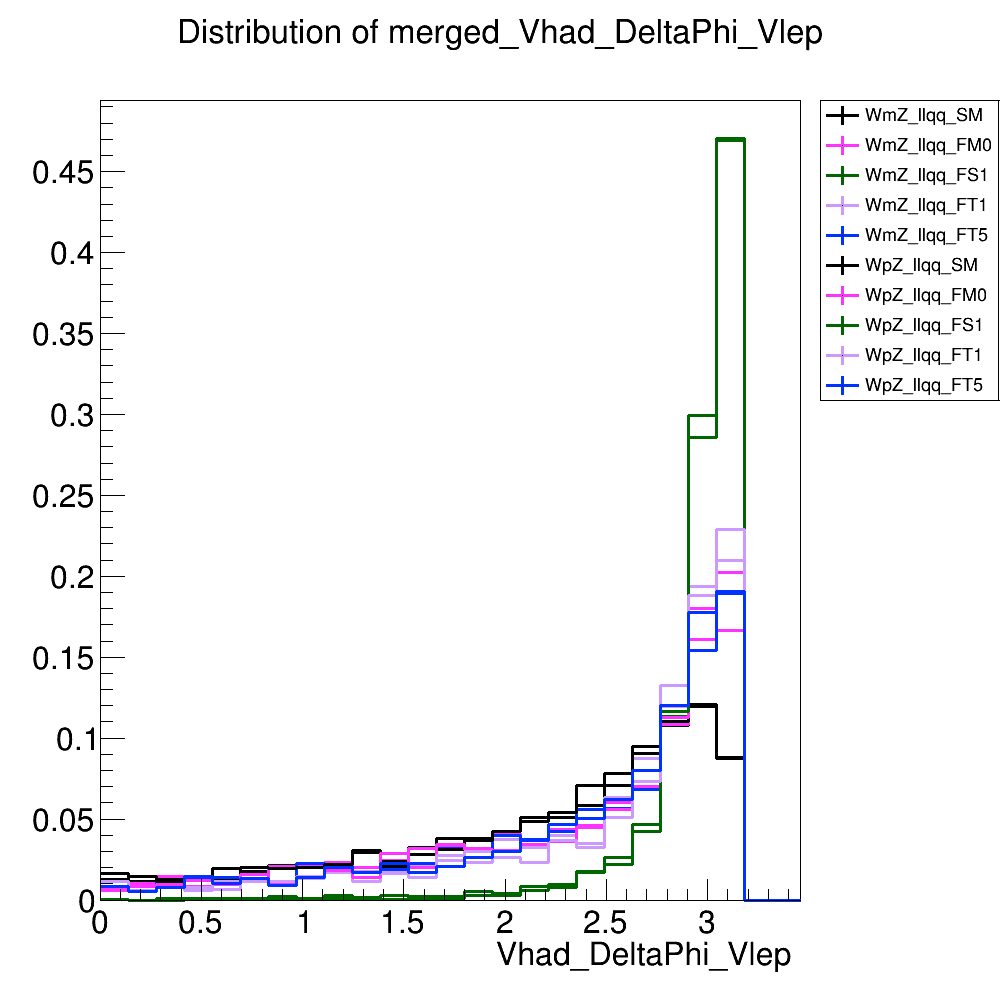 Distribution of merged_Vhad_DeltaPhi_Vlep
WmZ_llqq_SM
WmZ_llqq_FM0
WmZ_llqq_FS1
WmZ_llqq_FT1
WmZ_llqq_FT5
WpZ_llqq_SM
WpZ_llqq_FM0
WpZ_llqq_FS1
WpZ_llqq_FT1
WpZ_llqq_FT5
0.45
0.4
0.35
0.3
0.25
0.2
0.15
0.1
0.05
0
0 0.5 1 1.5 2 2.5 3
Vhad_DeltaPhi_Vlep